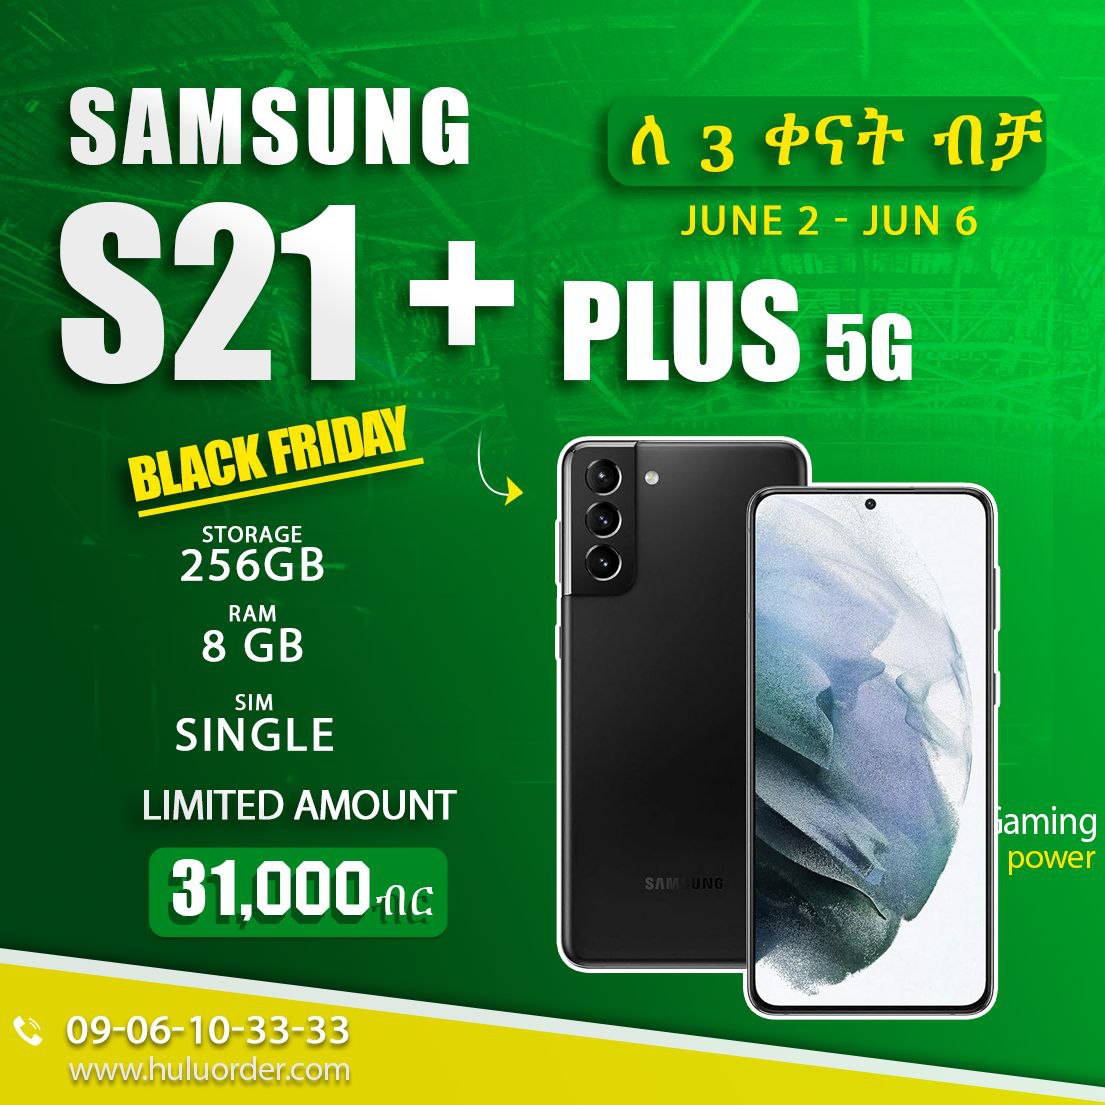 SAMSUNG
S21 +
PLUS 5G
ለ 3 ቀናት ብቻ
JUNE 2 - JUN 6
BLACK FRIDAY
STORAGE
256GB
RAM
8 GB
SIM
SINGLE
LIMITED AMOUNT
31,000 ብር
SAMSUNG
Gaming
power
09-06-10-33-33
www.huluorder.com